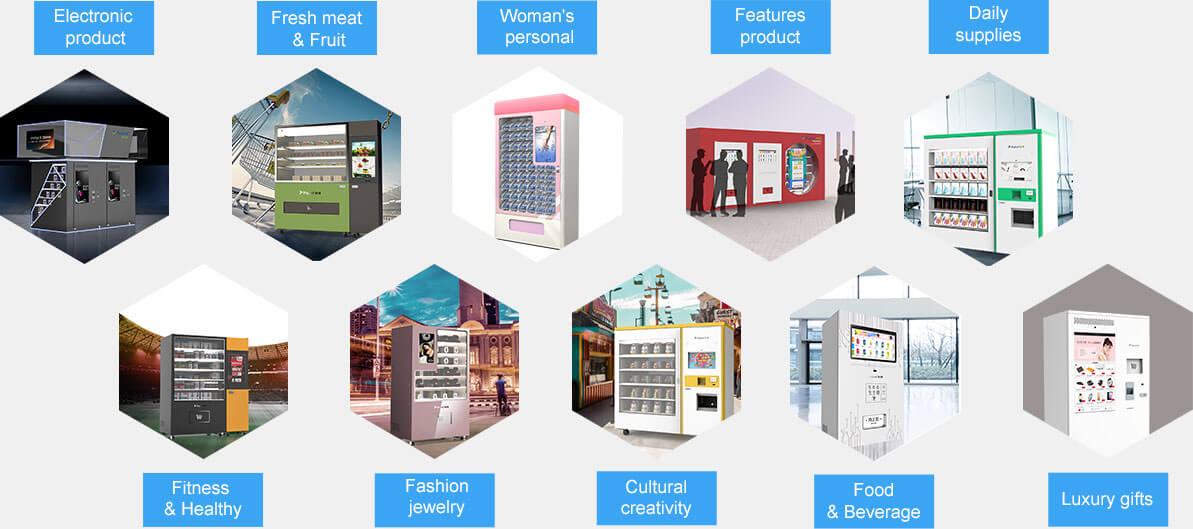 Electronic
product
Fresh meat
& Fruit
Woman's
personal
Features
product
Daily
supplies
Fitness
& Healthy
Fashion
jewelry
Cultural
creativity
Food
& Beverage
Luxury gifts